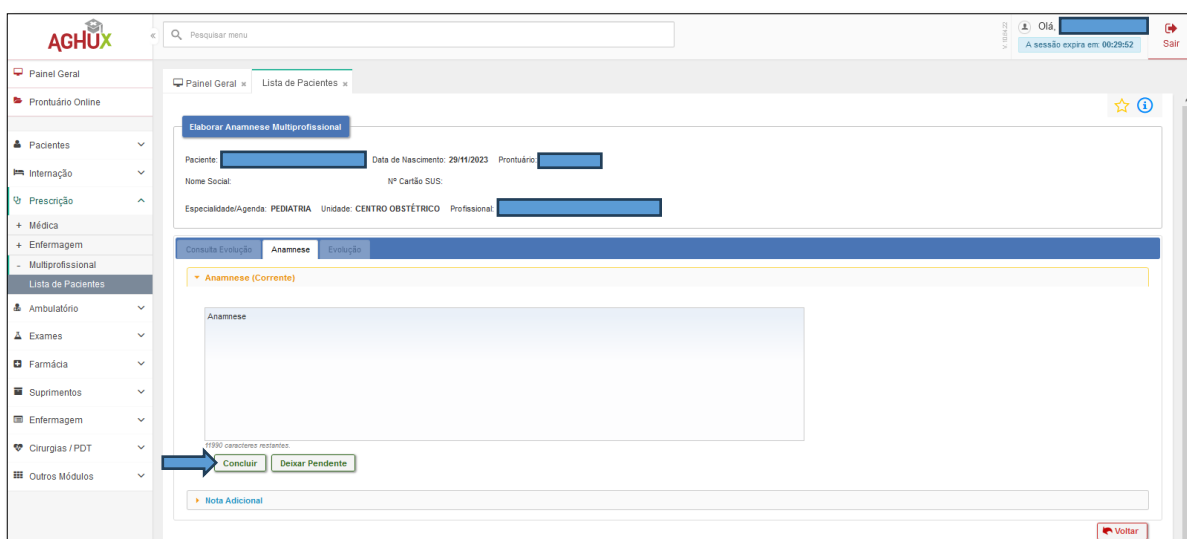 AGHUX
«
Pesquisar menu
Olá,
A sessão expira em: 00:29:52
Sair
Painel Geral
Prontuário Online
Pacientes
Internação
Prescrição
+ Médica
+ Enfermagem
- Multiprofissional
Lista de Pacientes
Ambulatório
Exames
Farmácia
Suprimentos
Enfermagem
Cirurgias / PDT
Outros Módulos
Painel Geral × Lista de Pacientes ×
Elaborar Anamnese Multiprofissional
Paciente: Data de Nascimento: 29/11/2023 Prontuário:
Nome Social: Nº Cartão SUS:
Especialidade/Agenda: PEDIATRIA Unidade: CENTRO OBSTÉTRICO Profissional:
Consulta Evolução Anamnese Evolução
Anamnese (Corrente)
Anamnese
11990 caracteres restantes.
Concluir Deixar Pendente
Nota Adicional
Voltar